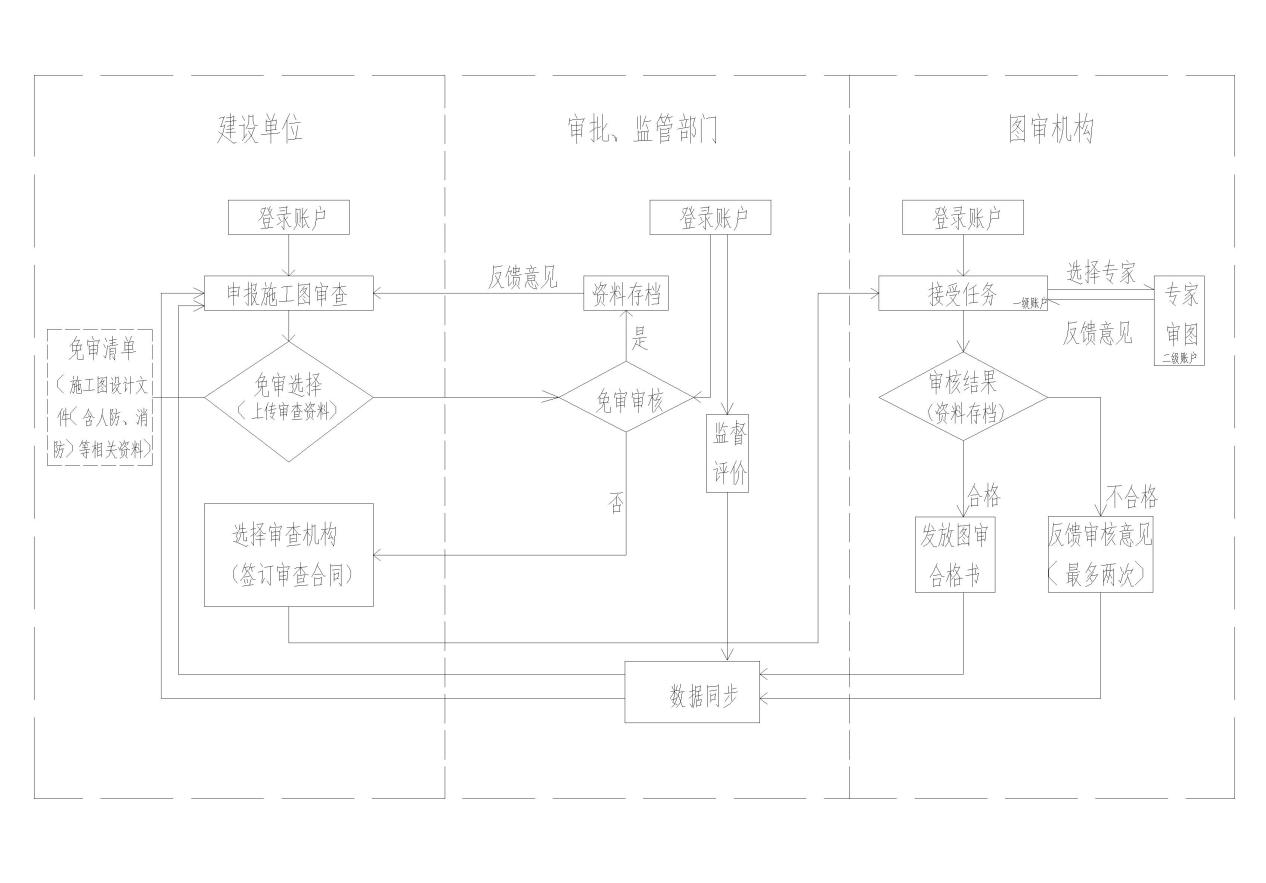 建设单位
审批、监管部门
图审机构
登录账户
登录账户
登录账户
申报施工图审查
反馈意见
资料存档
是
接受任务
一级账户
选择专家
反馈意见
专家
审图
二级账户
免审清单
（施工图设计文
件（含人防、消
防）等相关资料）
免审选择
（上传审查资料）
免审审核
监督
评价
审核结果
（资料存档）
否
合格
不合格
选择审查机构
（签订审查合同）
发放图审
合格书
反馈审核意见
（最多两次）
数据同步